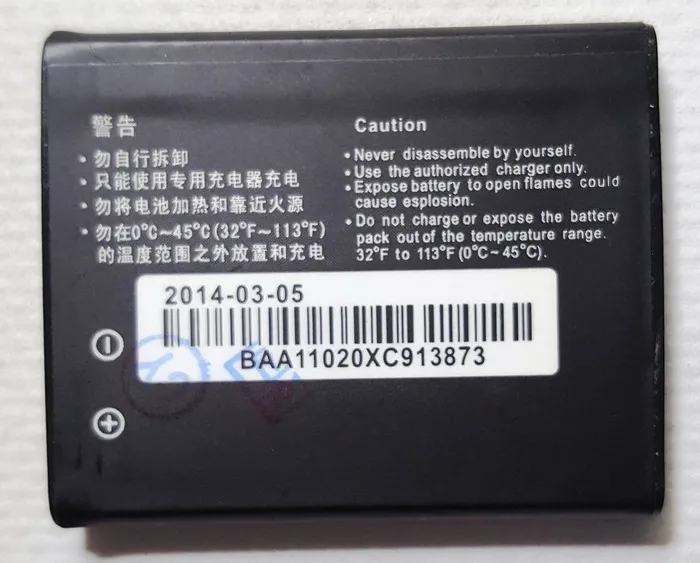 警告
• 勿自行拆卸
• 只能使用专用充电器充电
• 勿将电池加热和靠近火源
• 勿在0°C~45°C(32°F~113°F)
的温度范围之外放置和充电
Caution
• Never disassemble by yourself.
• Use the authorized charger only.
• Expose battery to open flames could
cause esplosion.
• Do not charge or expose the battery
pack out of the temperature range.
32°F to 113°F(0°C~45°C).
2014-03-05
BAA11020XC913873